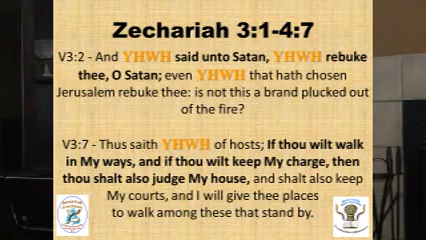 Zechariah 3:1-4:7
V3:2 - And YHWH said unto Satan, YHWH rebuke
thee, O Satan; even YHWH that hath chosen
Jerusalem rebuke thee: is not this a brand plucked out
of the fire?
V3:7 - Thus saith YHWH of hosts; If thou wilt walk
in My ways, and if thou wilt keep My charge, then
thou shalt also judge My house, and shalt also keep
My courts, and I will give thee places
to walk among these that stand by.